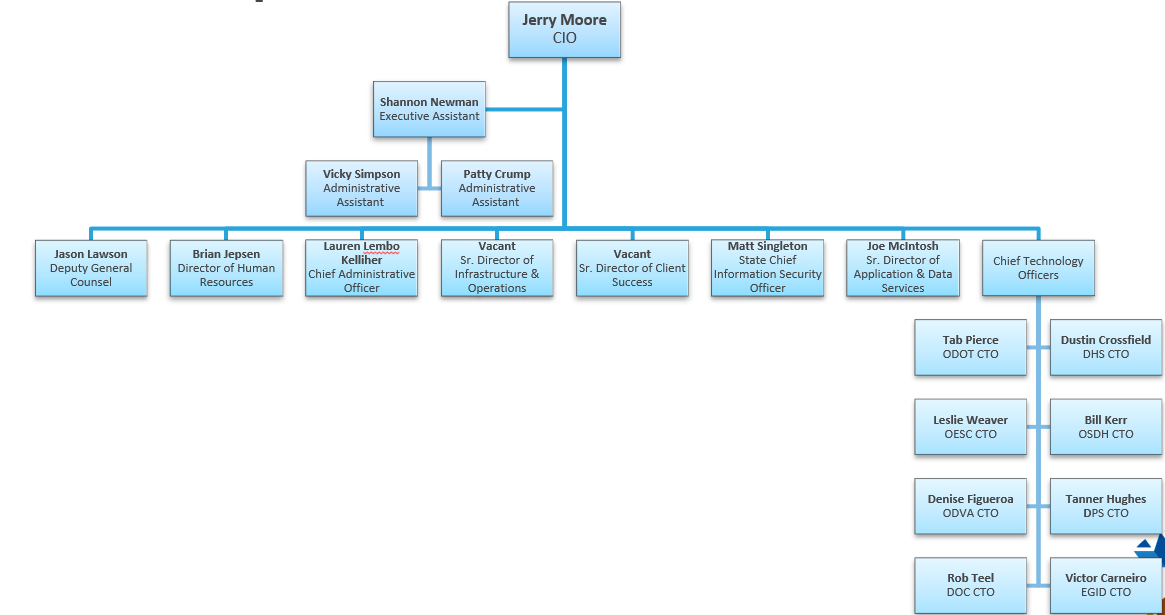 Jerry Moore
CIO
Shannon Newman
Executive Assistant
Vicky Simpson
Administrative
Assistant
Patty Crump
Administrative
Assistant
Jason Lawson
Deputy General
Counsel
Brian Jepsen
Director of Human
Resources
Lauren Lembo
Kelliher
Chief Administrative
Officer
Vacant
Sr. Director of
Infrastructure &
Operations
Vacant
Sr. Director of Client
Success
Matt Singleton
State Chief
Information Security
Officer
Joe McIntosh
Sr. Director of
Application & Data
Services
Chief Technology
Officers
Tab Pierce
ODOT CTO
Dustin Crossfield
DHS CTO
Leslie Weaver
OESC CTO
Bill Kerr
OSDH CTO
Denise Figueroa
ODVA CTO
Tanner Hughes
DPS CTO
Rob Teel
DOC CTO
Victor Carneiro
EGID CTO